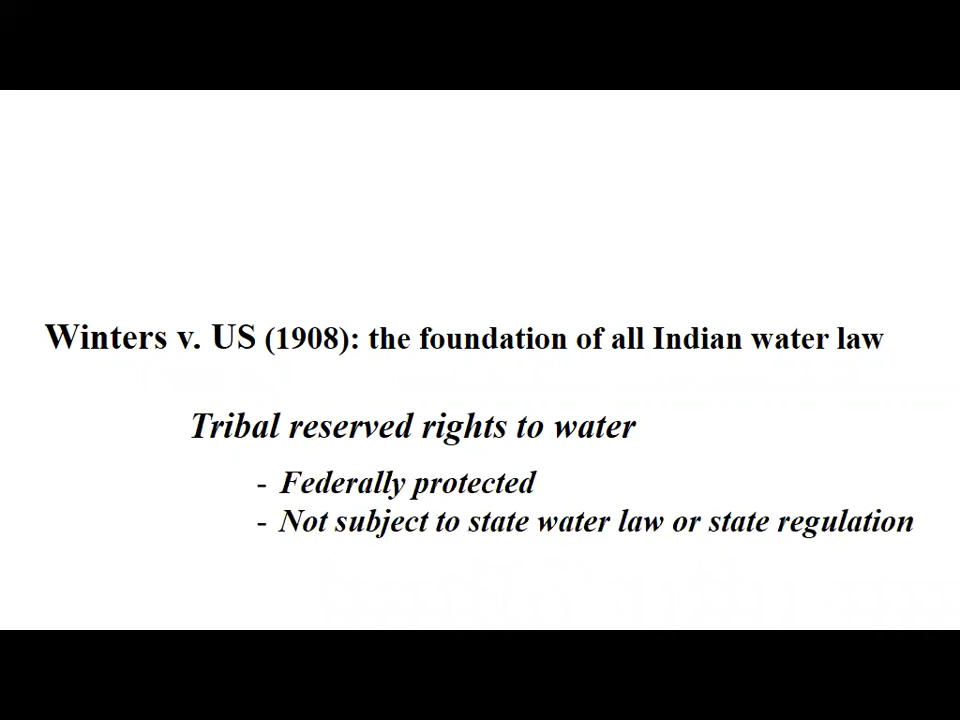 Winters v. US (1908): the foundation of all Indian water law
Tribal reserved rights to water
- Federally protected
- Not subject to state water law or state regulation